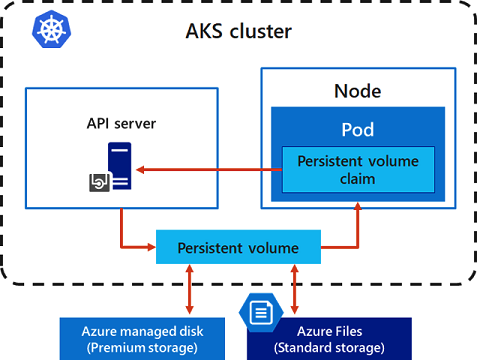 AKS cluster
API server
Node
Pod
Persistent volume
claim
Persistent volume
Azure managed disk
(Premium storage)
Azure Files
(Standard storage)